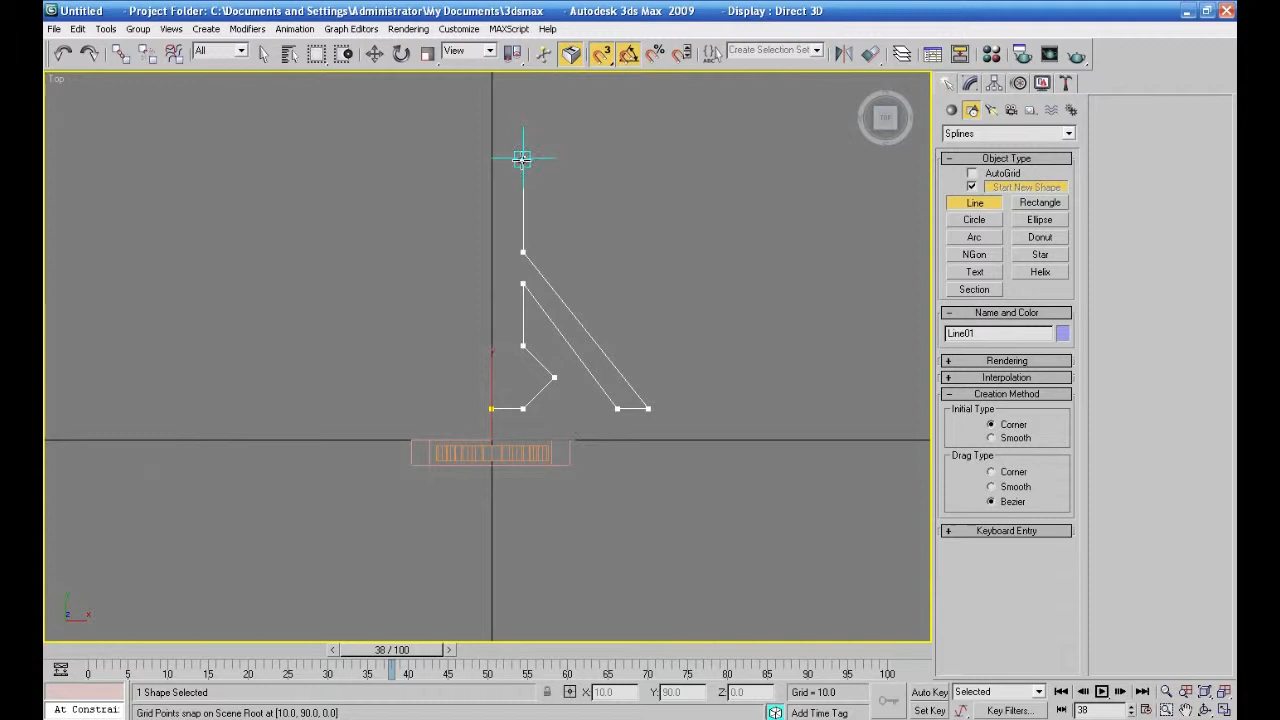 Untitled - Project Folder: C:\Documents and Settings\Administrator\My Documents\3dsmax - Autodesk 3ds Max 2009 - Display : Direct 3D
File Edit Tools Group Views Create Modifiers Animation Graph Editors Rendering Customize MAXScript Help
All View 3 Create Selection Set
Top
TOP
Splines
Object Type
AutoGrid
Start New Shape
Line Rectangle
Circle Ellipse
Arc Donut
NGon Star
Text Helix
Section
Name and Color
Line01
Rendering
Interpolation
Creation Method
Initial Type
Corner
Smooth
Drag Type
Corner
Smooth
Bezier
Keyboard Entry
y
z x
38 / 100
0 5 10 15 20 25 30 35 40 45 50 55 60 65 70 75 80 85 90 95 100
1 Shape Selected X: 10.0 Y: 90.0 Z: 0.0 Grid = 10.0 Auto Key Selected
At Constrai Grid Points snap on Scene Root at [10.0, 90.0, 0.0] Add Time Tag Set Key Key Filters... 38